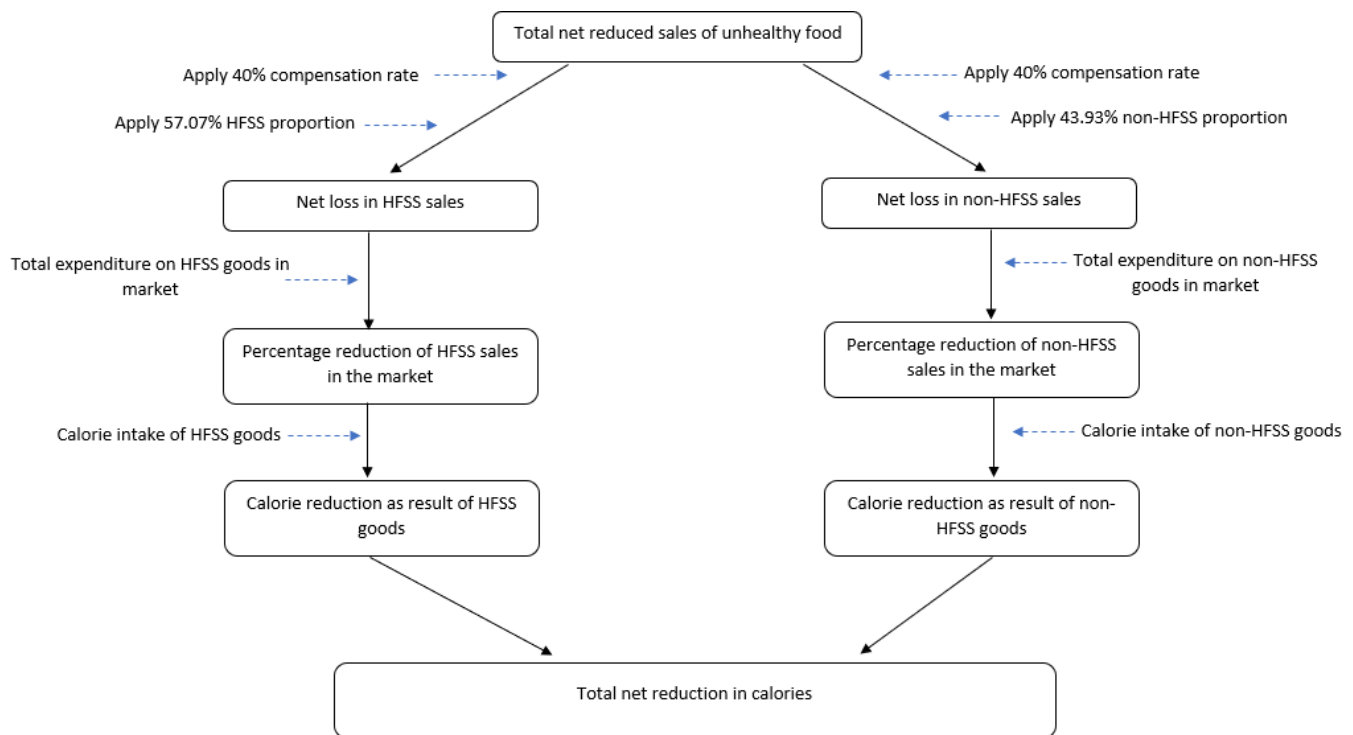 Total net reduced sales of unhealthy food
Apply 40% compensation rate
Apply 40% compensation rate
Apply 57.07% HFSS proportion
Apply 43.93% non-HFSS proportion
Net loss in HFSS sales
Net loss in non-HFSS sales
Total expenditure on HFSS goods in
market
Total expenditure on non-HFSS
goods in market
Percentage reduction of HFSS sales
in the market
Percentage reduction of non-HFSS
sales in the market
Calorie intake of HFSS goods
Calorie intake of non-HFSS goods
Calorie reduction as result of HFSS
goods
Calorie reduction as result of non-
HFSS goods
Total net reduction in calories